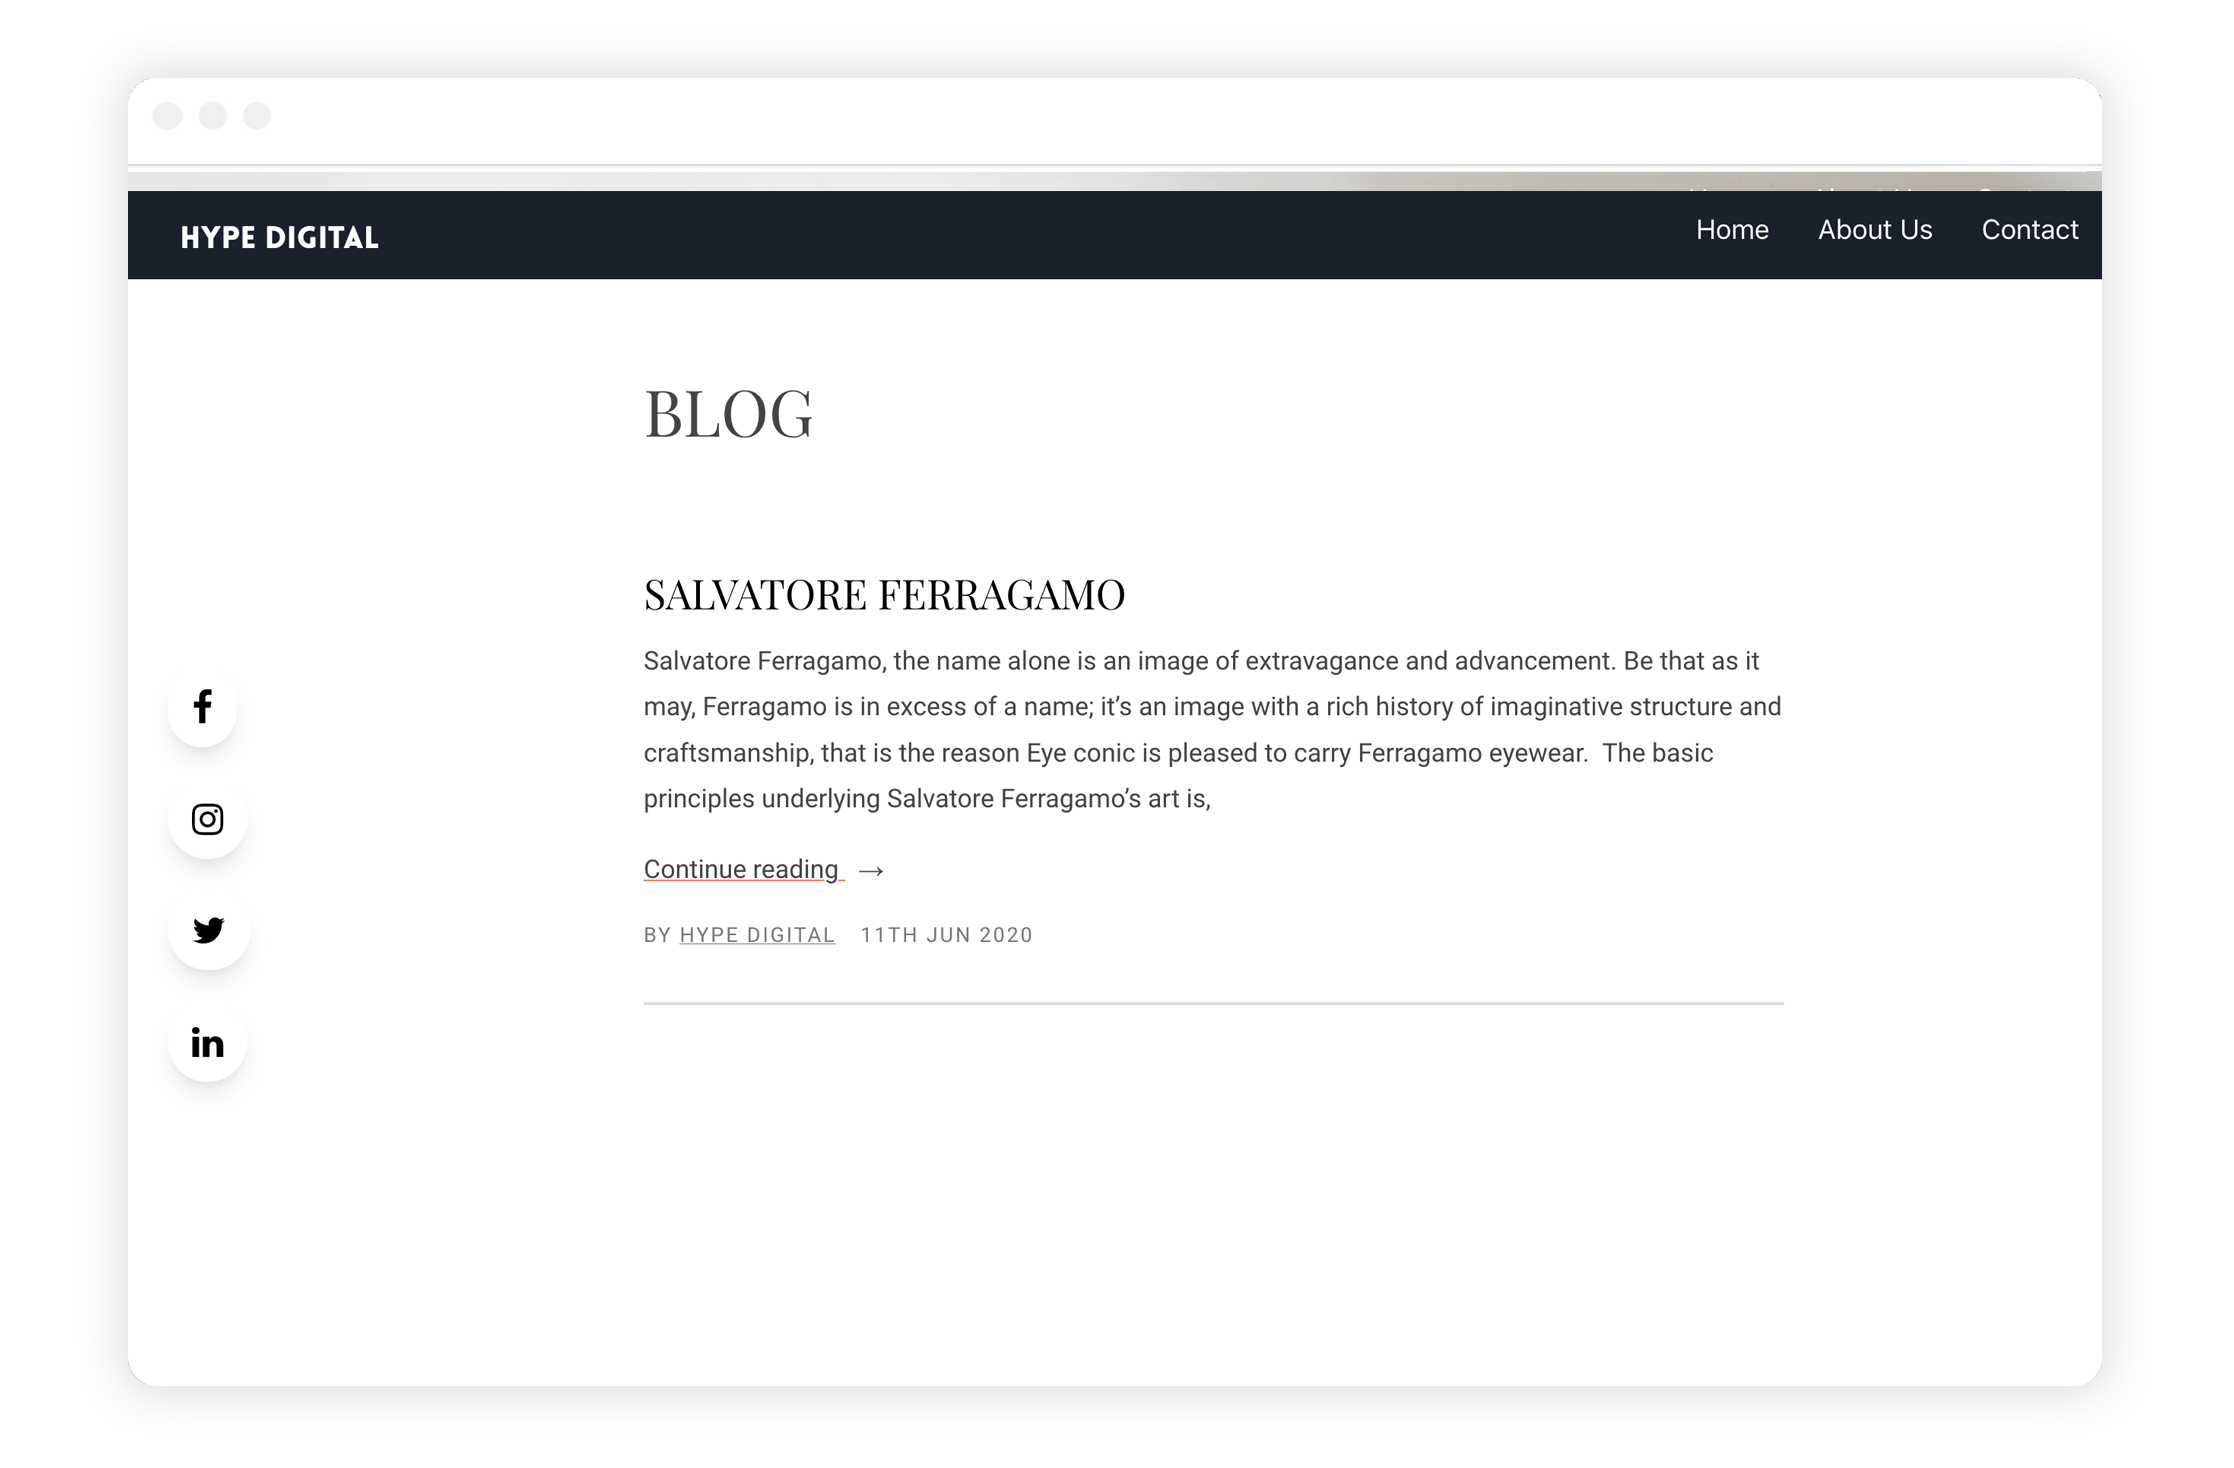 HYPE DIGITAL
Home
About Us
Contact
BLOG
SALVATORE FERRAGAMO
Salvatore Ferragamo, the name alone is an image of extravagance and advancement. Be that as it
may, Ferragamo is in excess of a name; it’s an image with a rich history of imaginative structure and
craftsmanship, that is the reason Eye conic is pleased to carry Ferragamo eyewear.  The basic
principles underlying Salvatore Ferragamo’s art is,
Continue reading →
BY HYPE DIGITAL 11TH JUN 2020